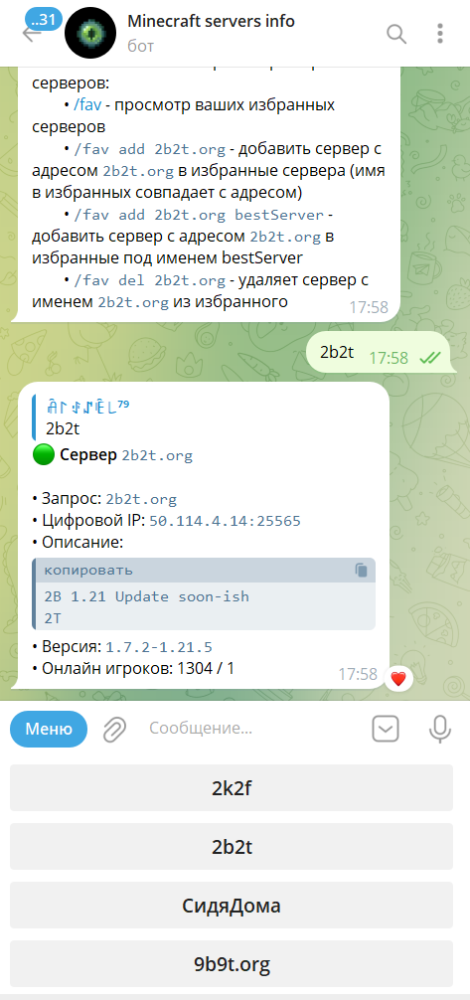 ..31
Minecraft servers info
бот
серверов:
• /fav - просмотр ваших избранных
серверов
• /fav add 2b2t.org - добавить сервер с
адресом 2b2t.org в избранные сервера (имя
в избранных совпадает с адресом)
• /fav add 2b2t.org bestServer -
добавить сервер с адресом 2b2t.org в
избранные под именем bestServer
• /fav del 2b2t.org - удаляет сервер с
именем 2b2t.org из избранного
17:58
2b2t 17:58
2b2t
Сервер 2b2t.org
• Запрос: 2b2t.org
• Цифровой IP: 50.114.4.14:25565
• Описание:
копировать
2B 1.21 Update soon-ish
2T
• Версия: 1.7.2-1.21.5
• Онлайн игроков: 1304 / 1
17:58
Меню
Сообщение...
2k2f
2b2t
СидяДома
9b9t.org